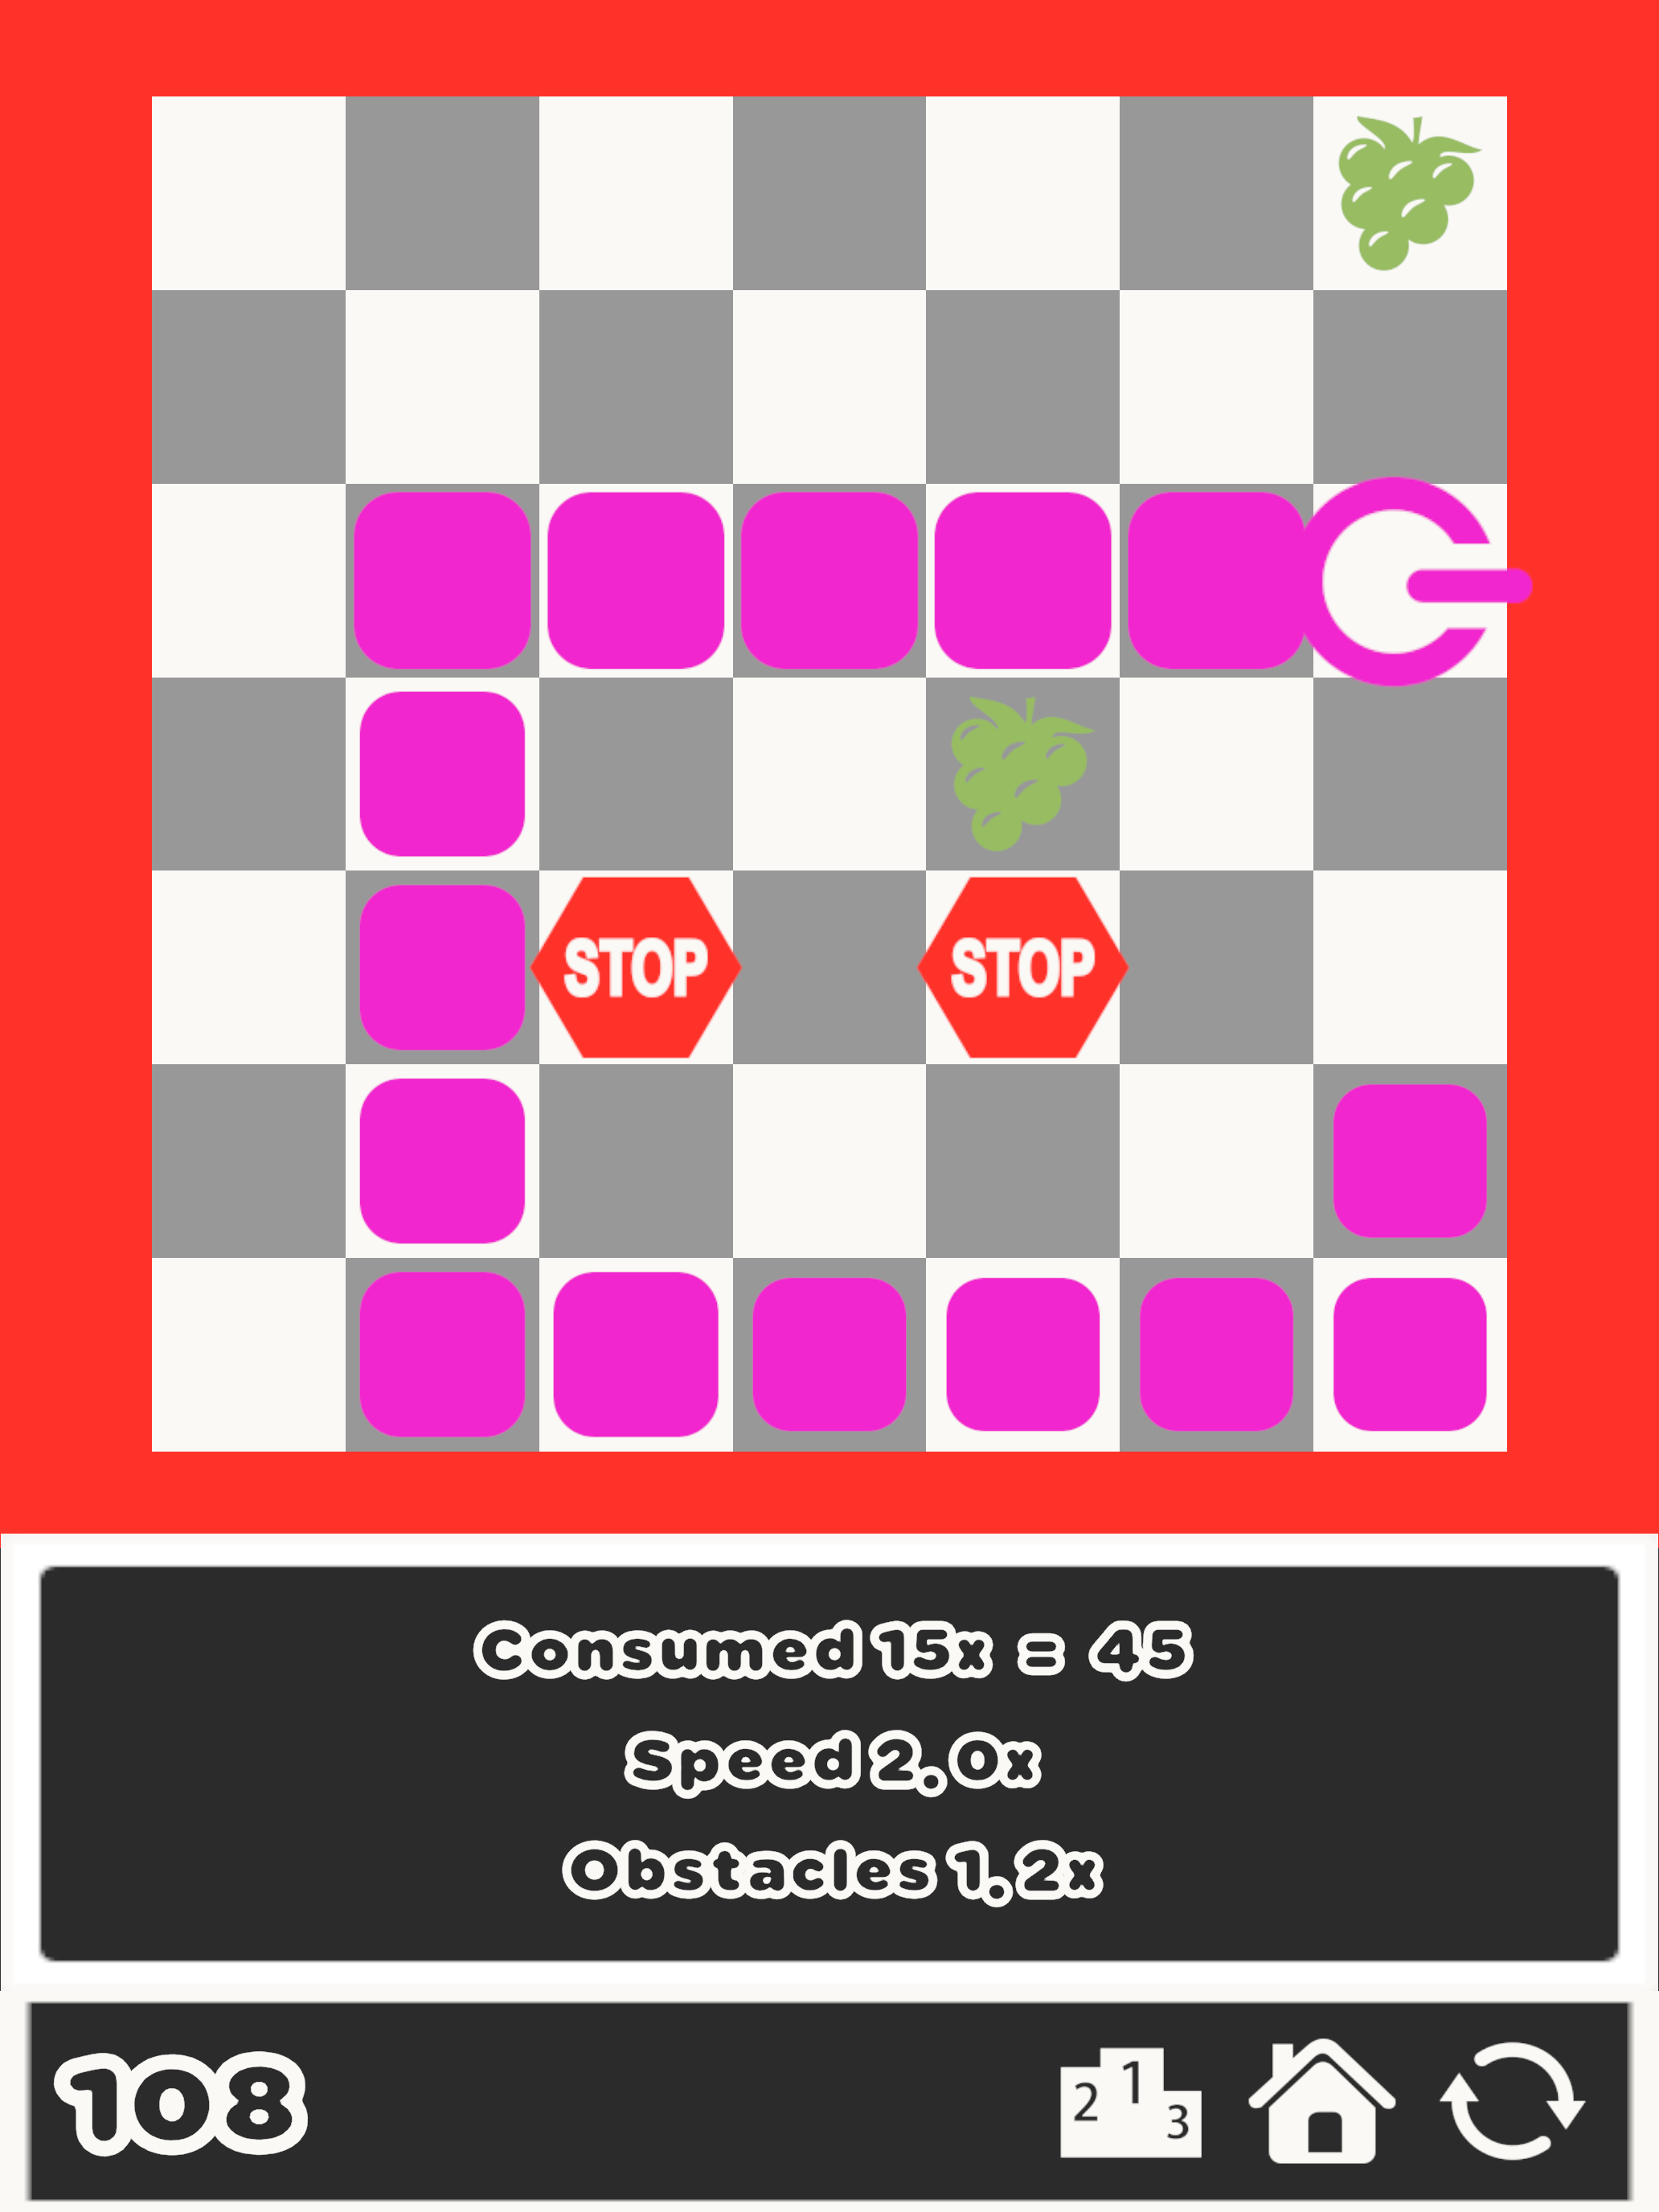 STOP STOP
Consumed 15x = 45
Speed 2.0x
Obstacles 1.2x
108
2 1 3